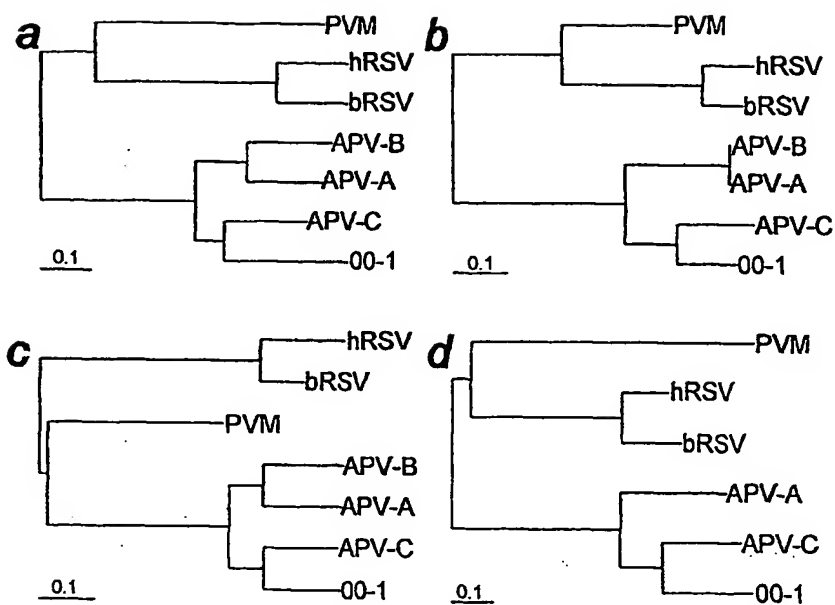 a
PVM
hRSV
bRSV
APV-B
APV-A
APV-C
00-1
0.1
b
PVM
hRSV
bRSV
APV-B
APV-A
APV-C
00-1
0.1
c
hRSV
bRSV
PVM
APV-B
APV-A
APV-C
00-1
0.1
d
PVM
hRSV
bRSV
APV-A
APV-C
00-1
0.1